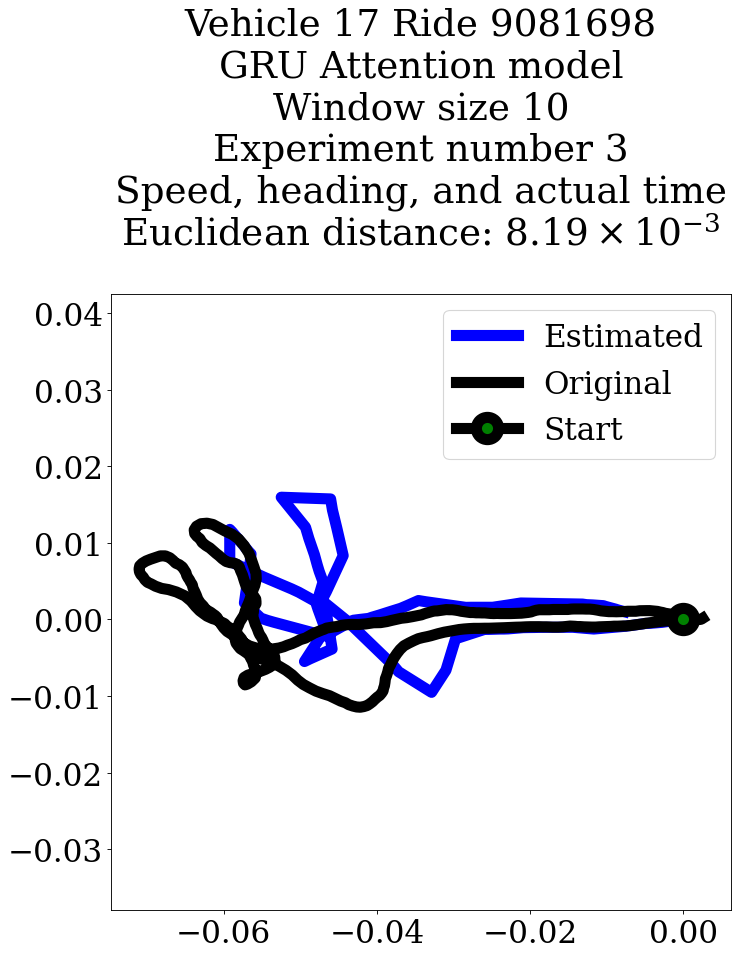 Vehicle 17 Ride 9081698
GRU Attention model
Window size 10
Experiment number 3
Speed, heading, and actual time
Euclidean distance: 8.19 × 10⁻³
Estimated
Original
Start
0.04
0.03
0.02
0.01
0.00
−0.01
−0.02
−0.03
−0.06
−0.04
−0.02
0.00